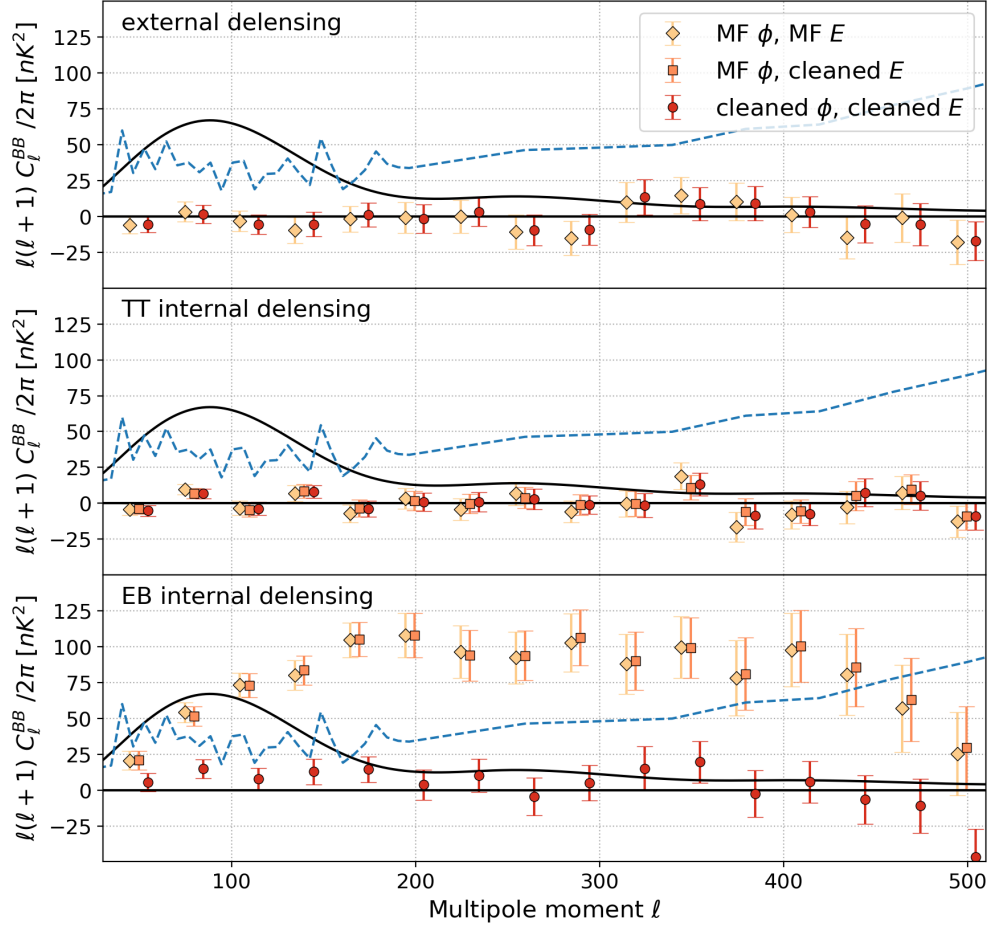 external delensing
MF ϕ, MF E
MF ϕ, cleaned E
cleaned ϕ, cleaned E
ℓ(ℓ + 1) C_ℓ^{BB} /2π [nK²]
125
100
75
50
25
0
−25
TT internal delensing
ℓ(ℓ + 1) C_ℓ^{BB} /2π [nK²]
125
100
75
50
25
0
−25
EB internal delensing
ℓ(ℓ + 1) C_ℓ^{BB} /2π [nK²]
125
100
75
50
25
0
−25
100 200 300 400 500
Multipole moment ℓ